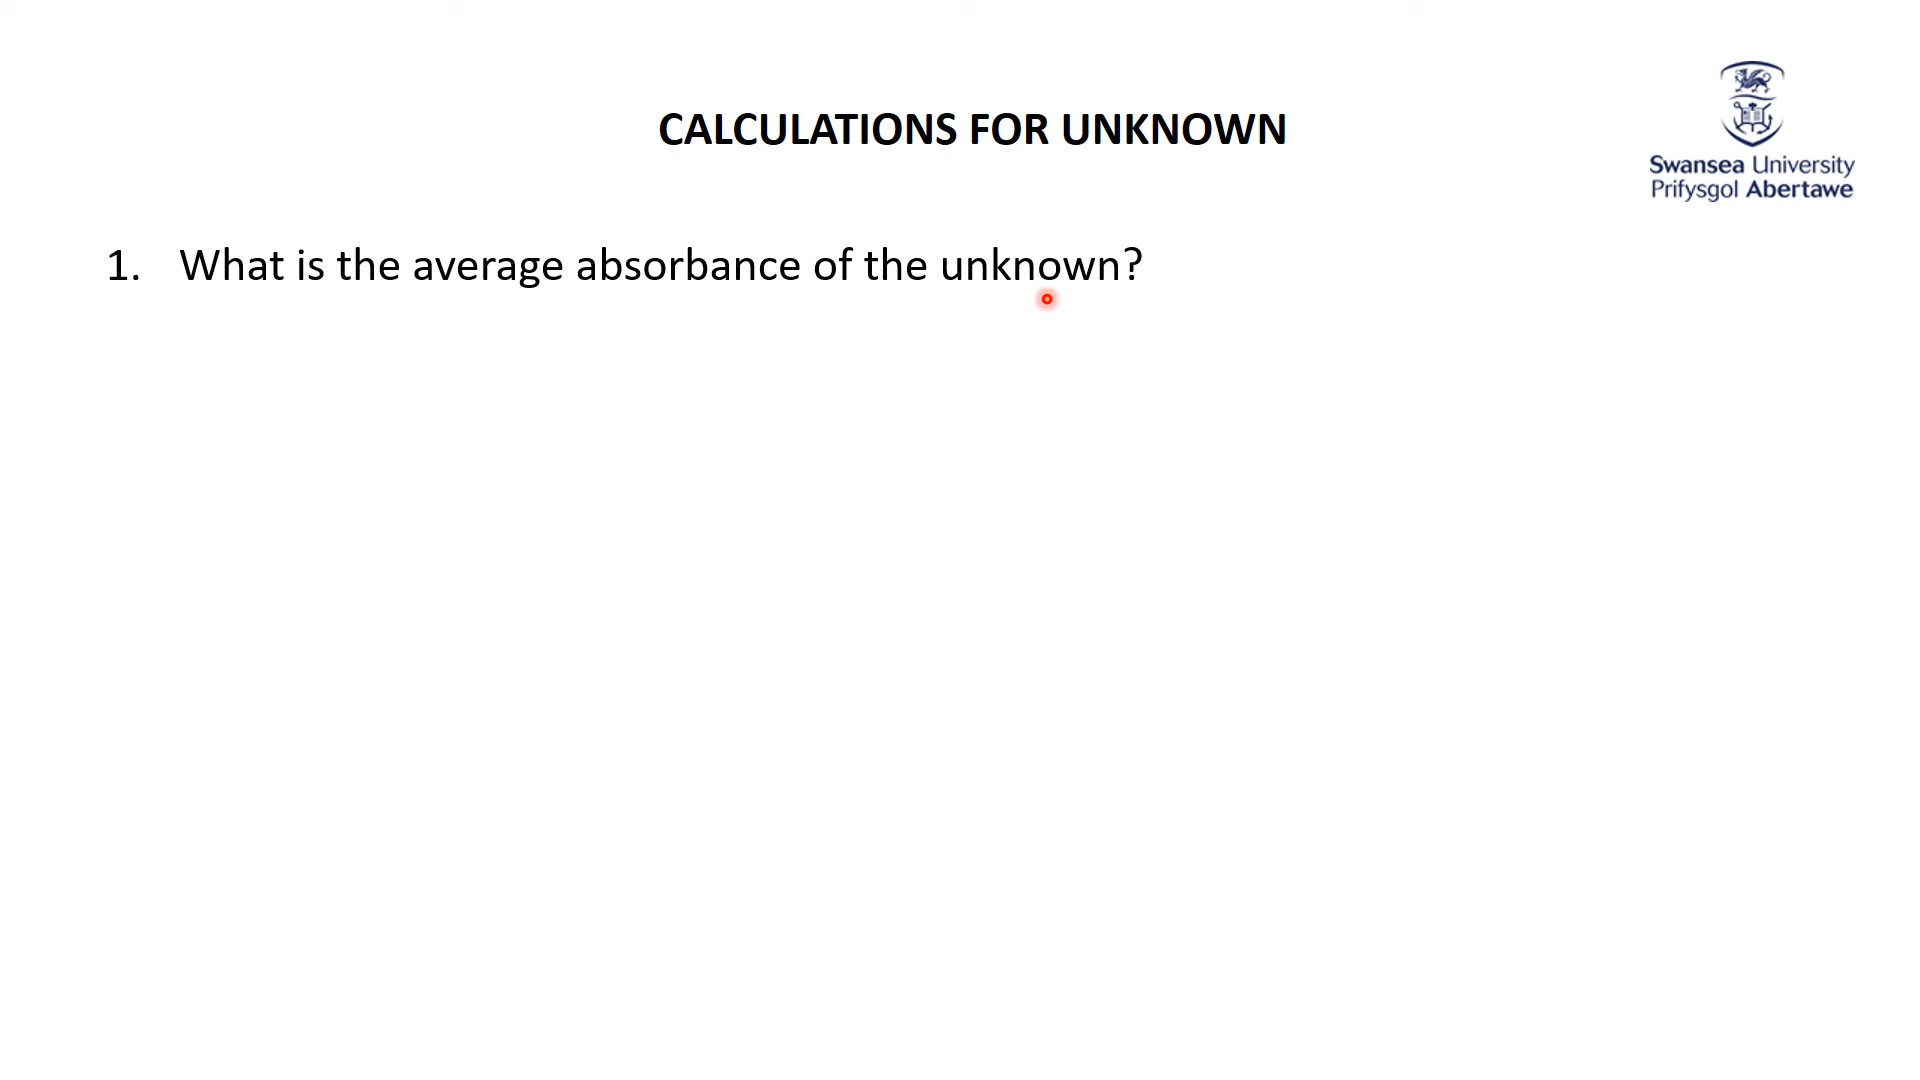 CALCULATIONS FOR UNKNOWN
Swansea University
Prifysgol Abertawe
1. What is the average absorbance of the unknown?